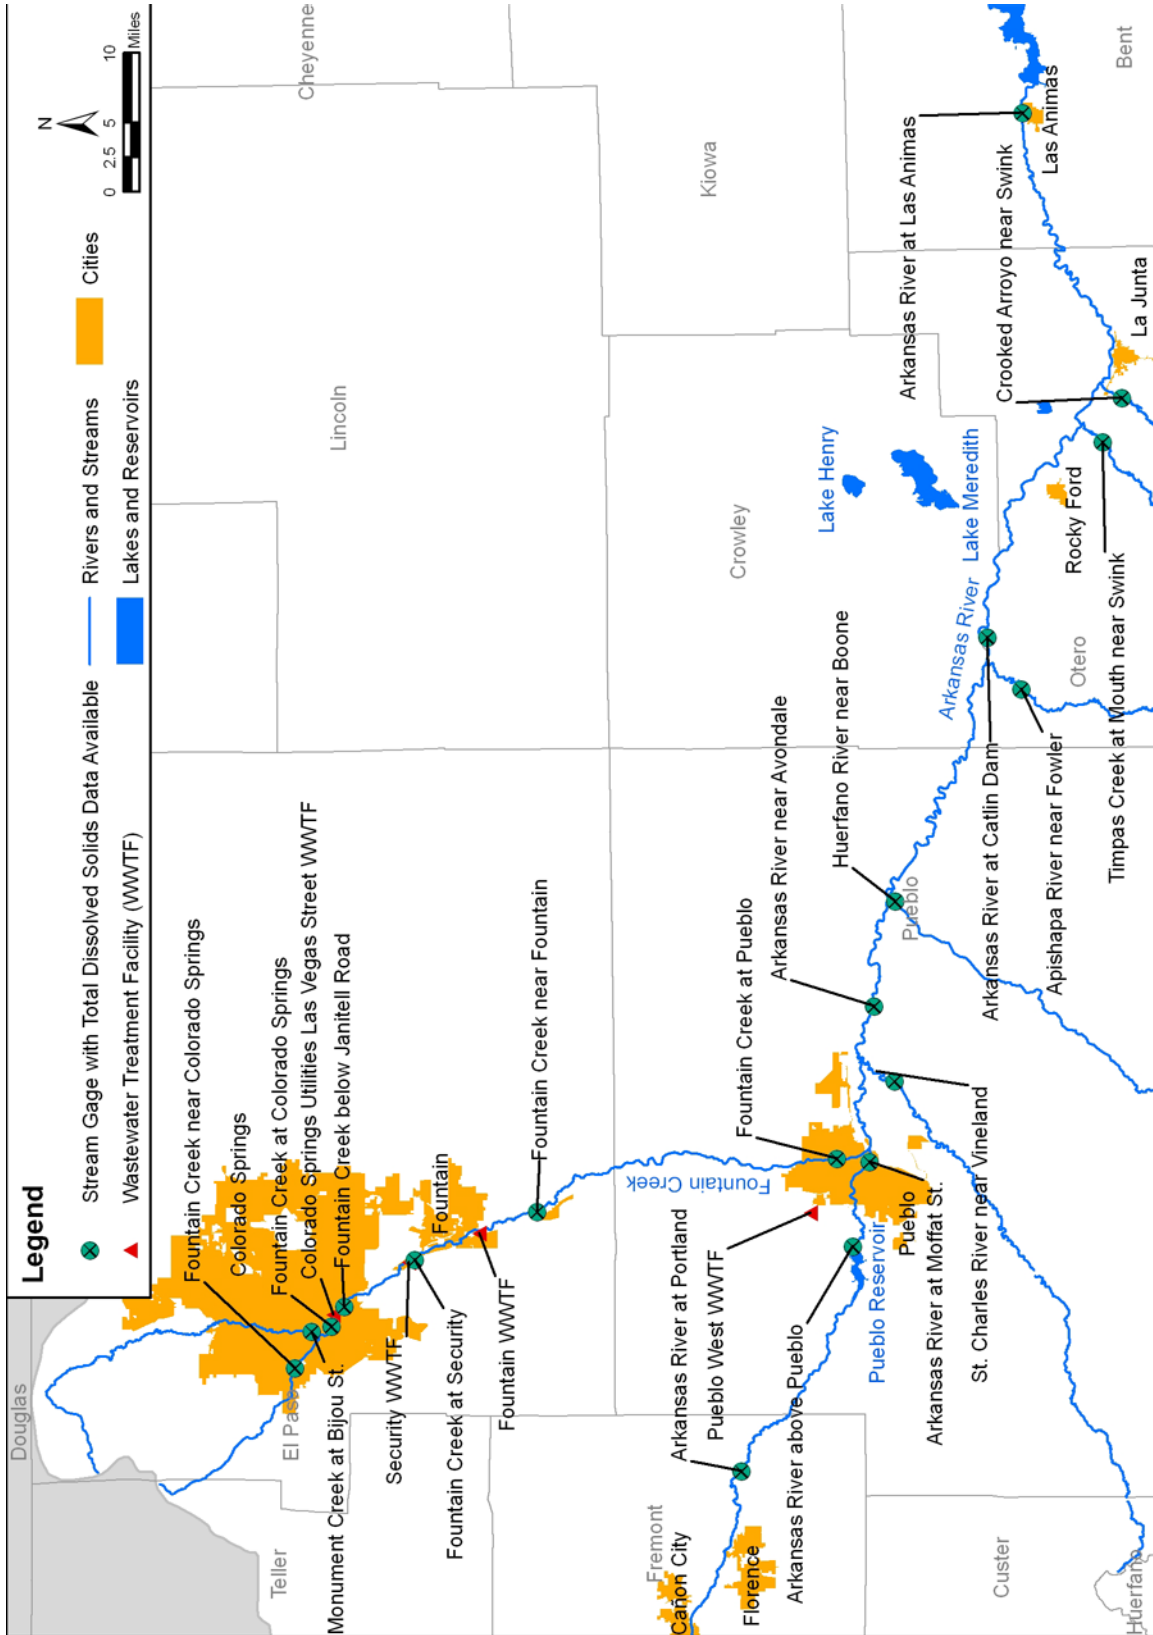 Legend
Stream Gage with Total Dissolved Solids Data Available
Rivers and Streams
Cities
Wastewater Treatment Facility (WWTF)
Lakes and Reservoirs
N
0 2.5 5 10
Miles
Douglas
Teller
El Paso
Lincoln
Cheyenne
Fremont
Custer
Huerfano
Pueblo
Crowley
Kiowa
Otero
Bent
Fountain Creek near Colorado Springs
Colorado Springs
Fountain Creek at Colorado Springs
Colorado Springs Utilities Las Vegas Street WWTF
Fountain Creek below Janitell Road
Monument Creek at Bijou St.
Security WWTF
Fountain
Fountain Creek at Security
Fountain WWTF
Fountain Creek near Fountain
Fountain Creek
Cañon City
Florence
Arkansas River at Portland
Pueblo West WWTF
Arkansas River above Pueblo
Pueblo Reservoir
Fountain Creek at Pueblo
Pueblo
Arkansas River at Moffat St.
St. Charles River near Vineland
Arkansas River near Avondale
Huerfano River near Boone
Arkansas River
Arkansas River at Catlin Dam
Apishapa River near Fowler
Lake Henry
Lake Meredith
Rocky Ford
Timpas Creek at Mouth near Swink
Crooked Arroyo near Swink
La Junta
Arkansas River at Las Animas
Las Animas